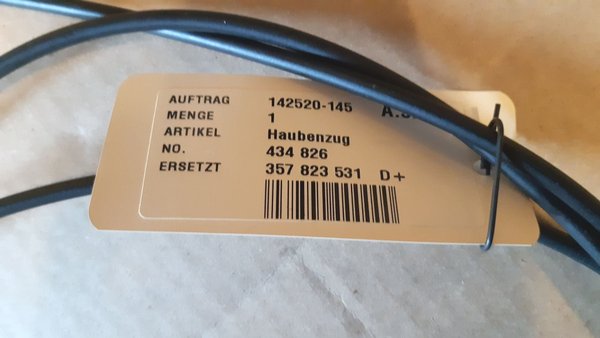 AUFTRAG 142520-145
MENGE 1
ARTIKEL Haubenzug
NO. 434 826
ERSETZT 357 823 531 D+